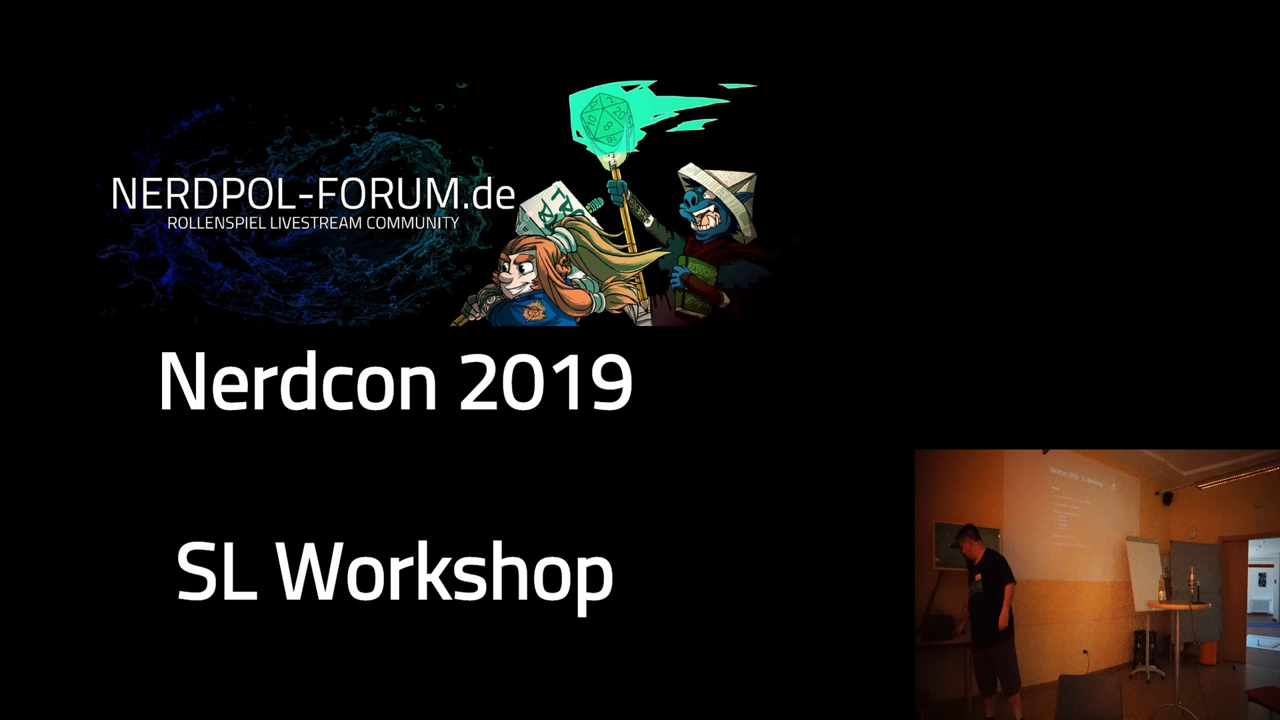 NERDPOL-FORUM.de
ROLLENSPIEL LIVESTREAM COMMUNITY
Nerdcon 2019
SL Workshop